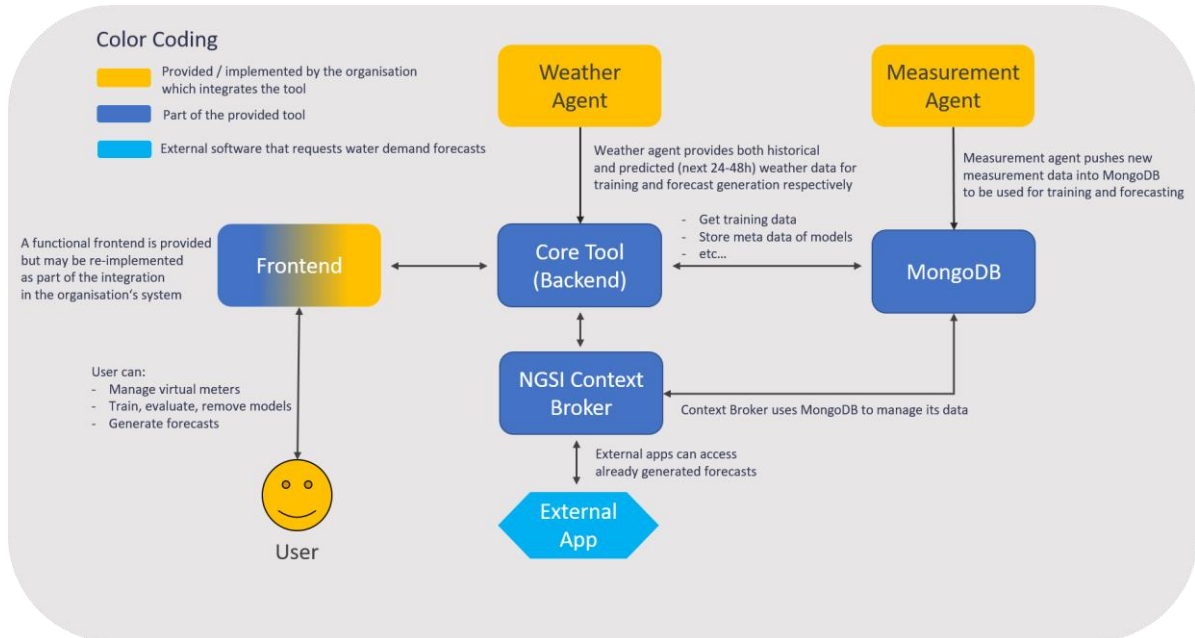 Color Coding
Provided / implemented by the organisation
which integrates the tool
Part of the provided tool
External software that requests water demand forecasts
Weather
Agent
Measurement
Agent
Weather agent provides both historical
and predicted (next 24-48h) weather data for
training and forecast generation respectively
Measurement agent pushes new
measurement data into MongoDB
to be used for training and forecasting
A functional frontend is provided
but may be re-implemented
as part of the integration
in the organisation's system
Frontend
Core Tool
(Backend)
- Get training data
- Store meta data of models
- etc...
MongoDB
User can:
- Manage virtual meters
- Train, evaluate, remove models
- Generate forecasts
NGSI Context
Broker
Context Broker uses MongoDB to manage its data
External apps can access
already generated forecasts
External
App
User